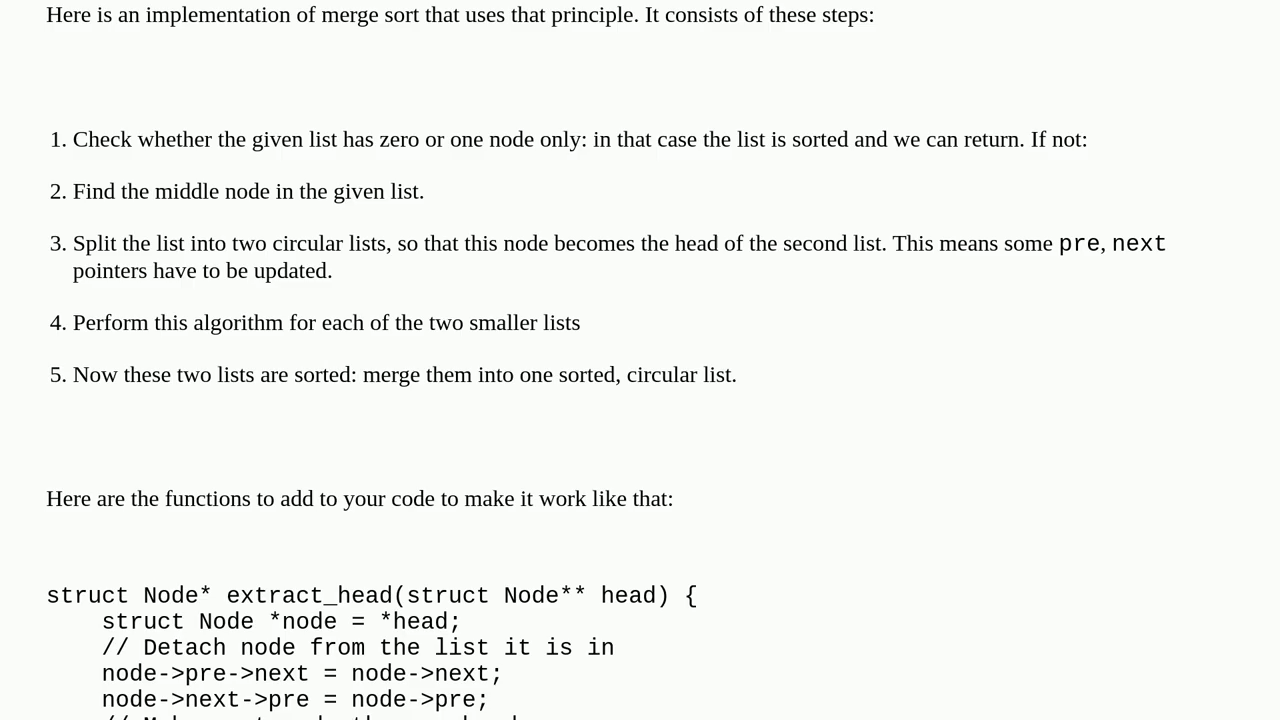 Here is an implementation of merge sort that uses that principle. It consists of these steps:
1. Check whether the given list has zero or one node only: in that case the list is sorted and we can return. If not:
2. Find the middle node in the given list.
3. Split the list into two circular lists, so that this node becomes the head of the second list. This means some pre, next
pointers have to be updated.
4. Perform this algorithm for each of the two smaller lists
5. Now these two lists are sorted: merge them into one sorted, circular list.
Here are the functions to add to your code to make it work like that:
struct Node* extract_head(struct Node** head) {
    struct Node *node = *head;
    // Detach node from the list it is in
    node->pre->next = node->next;
    node->next->pre = node->pre;